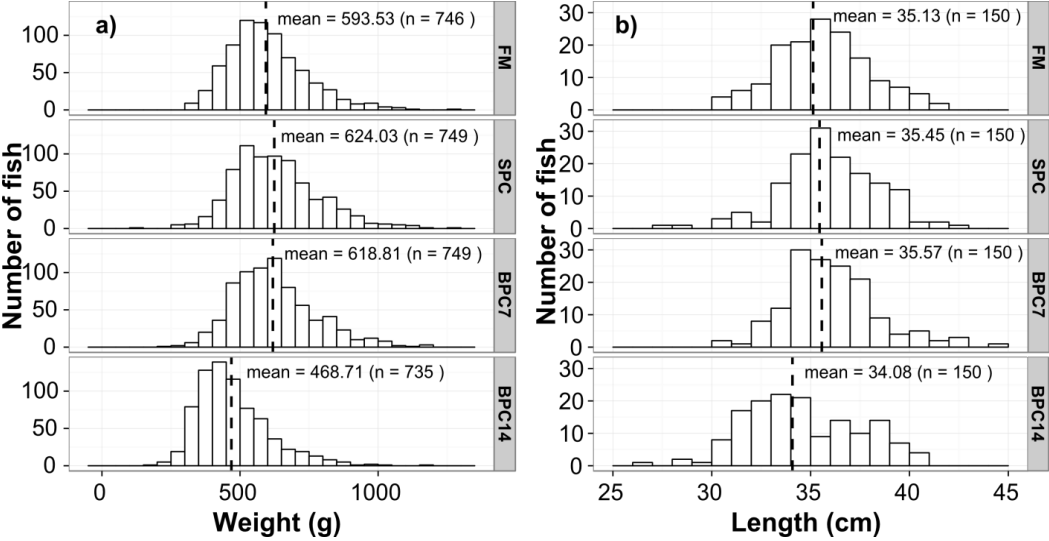 a)
mean = 593.53 (n = 746 )
FM
100
50
0
mean = 624.03 (n = 749 )
SPC
100
50
0
mean = 618.81 (n = 749 )
BPC7
100
50
0
mean = 468.71 (n = 735 )
BPC14
100
50
0
Number of fish
0 500 1000
Weight (g)
b)
mean = 35.13 (n = 150 )
FM
30
20
10
0
mean = 35.45 (n = 150 )
SPC
30
20
10
0
mean = 35.57 (n = 150 )
BPC7
30
20
10
0
mean = 34.08 (n = 150 )
BPC14
30
20
10
0
Number of fish
25 30 35 40 45
Length (cm)